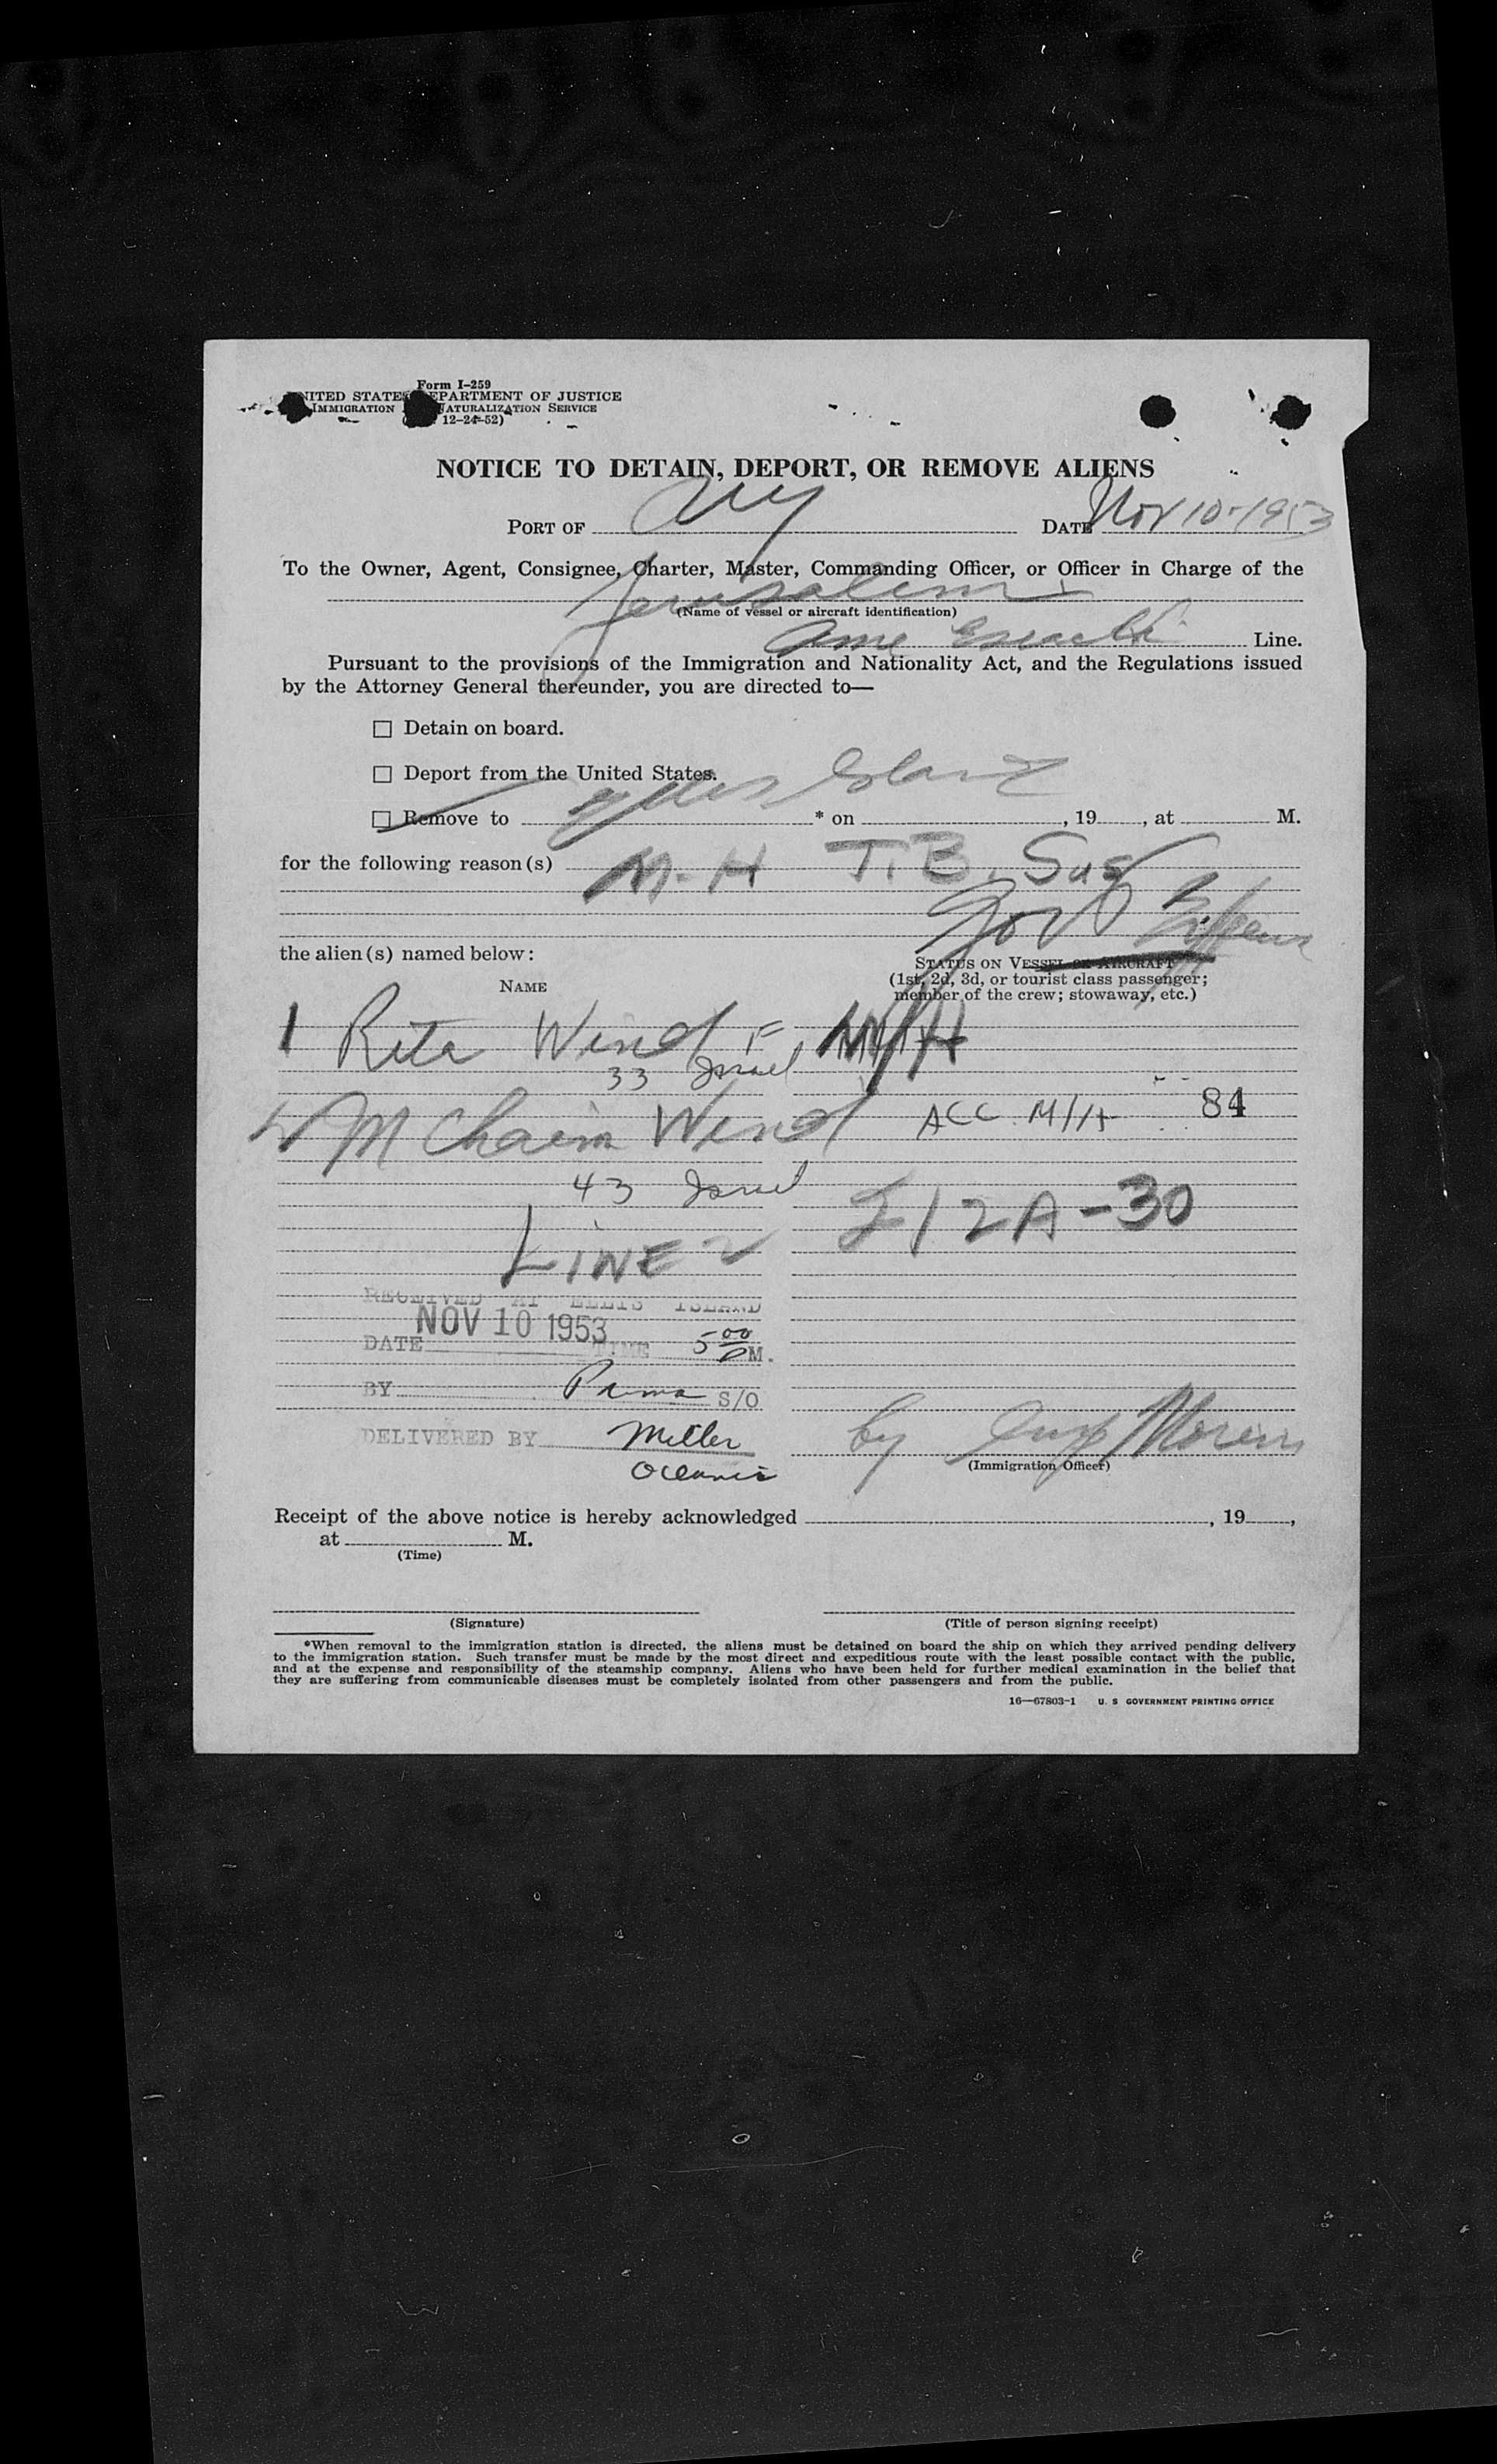 Form I-259
UNITED STATES DEPARTMENT OF JUSTICE
IMMIGRATION NATURALIZATION SERVICE
12-24-52)
NOTICE TO DETAIN, DEPORT, OR REMOVE ALIENS
PORT OF NY DATE Nov 10-1953
To the Owner, Agent, Consignee, Charter, Master, Commanding Officer, or Officer in Charge of the
Jerusalem
(Name of vessel or aircraft identification)
Ame Line.
Pursuant to the provisions of the Immigration and Nationality Act, and the Regulations issued
by the Attorney General thereunder, you are directed to—
☐ Detain on board.
☐ Deport from the United States.
☐ Remove to Ellis Island * on , 19 , at M.
for the following reason(s) M-H T.B. Sus
Govt
the alien(s) named below:
STATUS ON VESSEL OR AIRCRAFT
(1st, 2d, 3d, or tourist class passenger;
member of the crew; stowaway, etc.)
NAME
1 Rita Wind F M/H
33 Israel
M Chaim Wind ACC M/H 84
43 Israel
212A-30
LINE 2
RECEIVED AT ELLIS ISLAND
NOV 10 1953
DATE TIME 5 00 P M.
BY S/O
DELIVERED BY Miller
by Insp
(Immigration Officer)
Receipt of the above notice is hereby acknowledged , 19 ,
at M.
(Time)
(Signature) (Title of person signing receipt)
*When removal to the immigration station is directed, the aliens must be detained on board the ship on which they arrived pending delivery
to the immigration station. Such transfer must be made by the most direct and expeditious route with the least possible contact with the public,
and at the expense and responsibility of the steamship company. Aliens who have been held for further medical examination in the belief that
they are suffering from communicable diseases must be completely isolated from other passengers and from the public.
16—67803-1 U. S GOVERNMENT PRINTING OFFICE